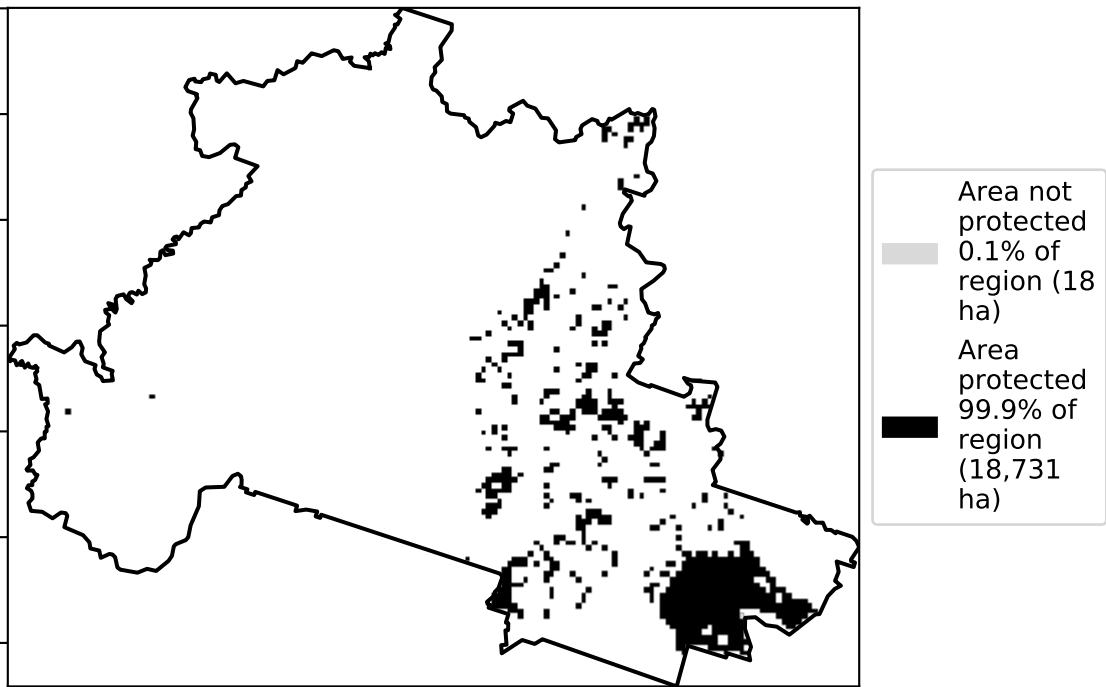 Area not
protected
0.1% of
region (18
ha)
Area
protected
99.9% of
region
(18,731
ha)